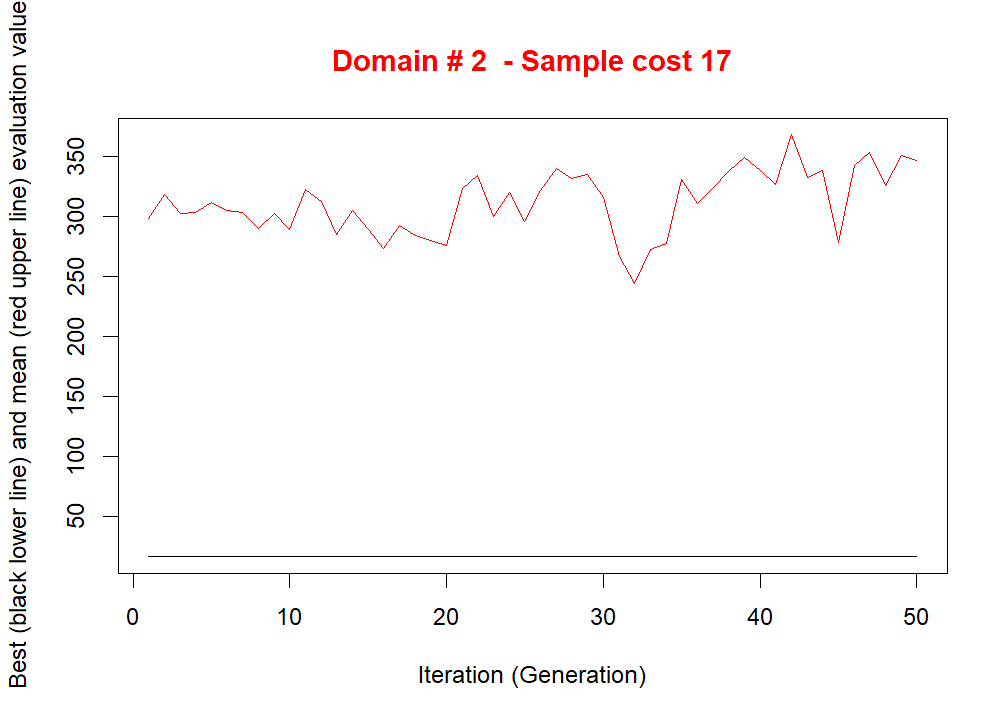 Domain # 2  - Sample cost 17
Best (black lower line) and mean (red upper line) evaluation value
350
300
250
200
150
100
50
0 10 20 30 40 50
Iteration (Generation)